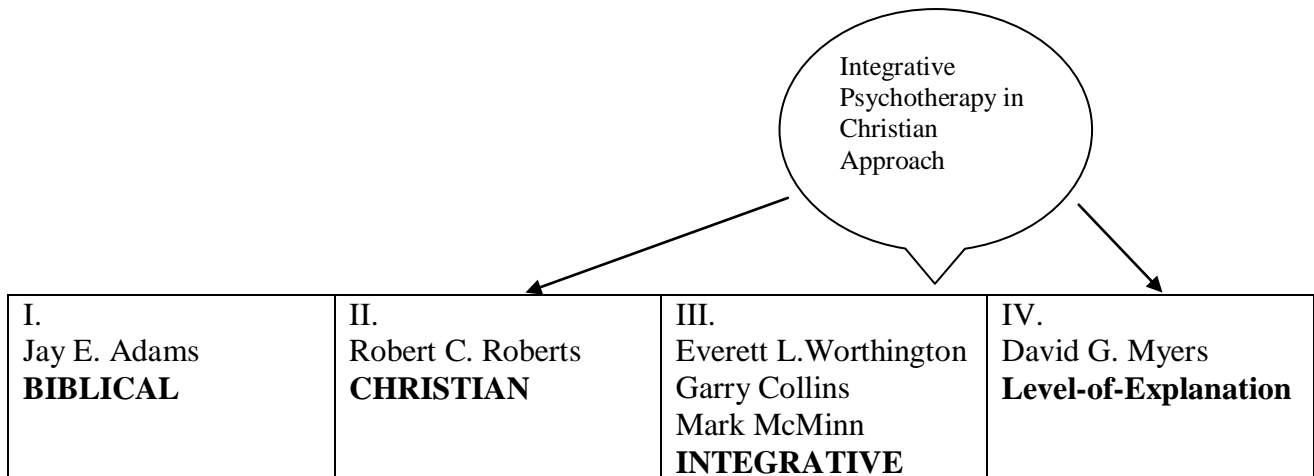 Integrative
Psychotherapy in
Christian
Approach
I.
Jay E. Adams
BIBLICAL
II.
Robert C. Roberts
CHRISTIAN
III.
Everett L.Worthington
Garry Collins
Mark McMinn
INTEGRATIVE
IV.
David G. Myers
Level-of-Explanation